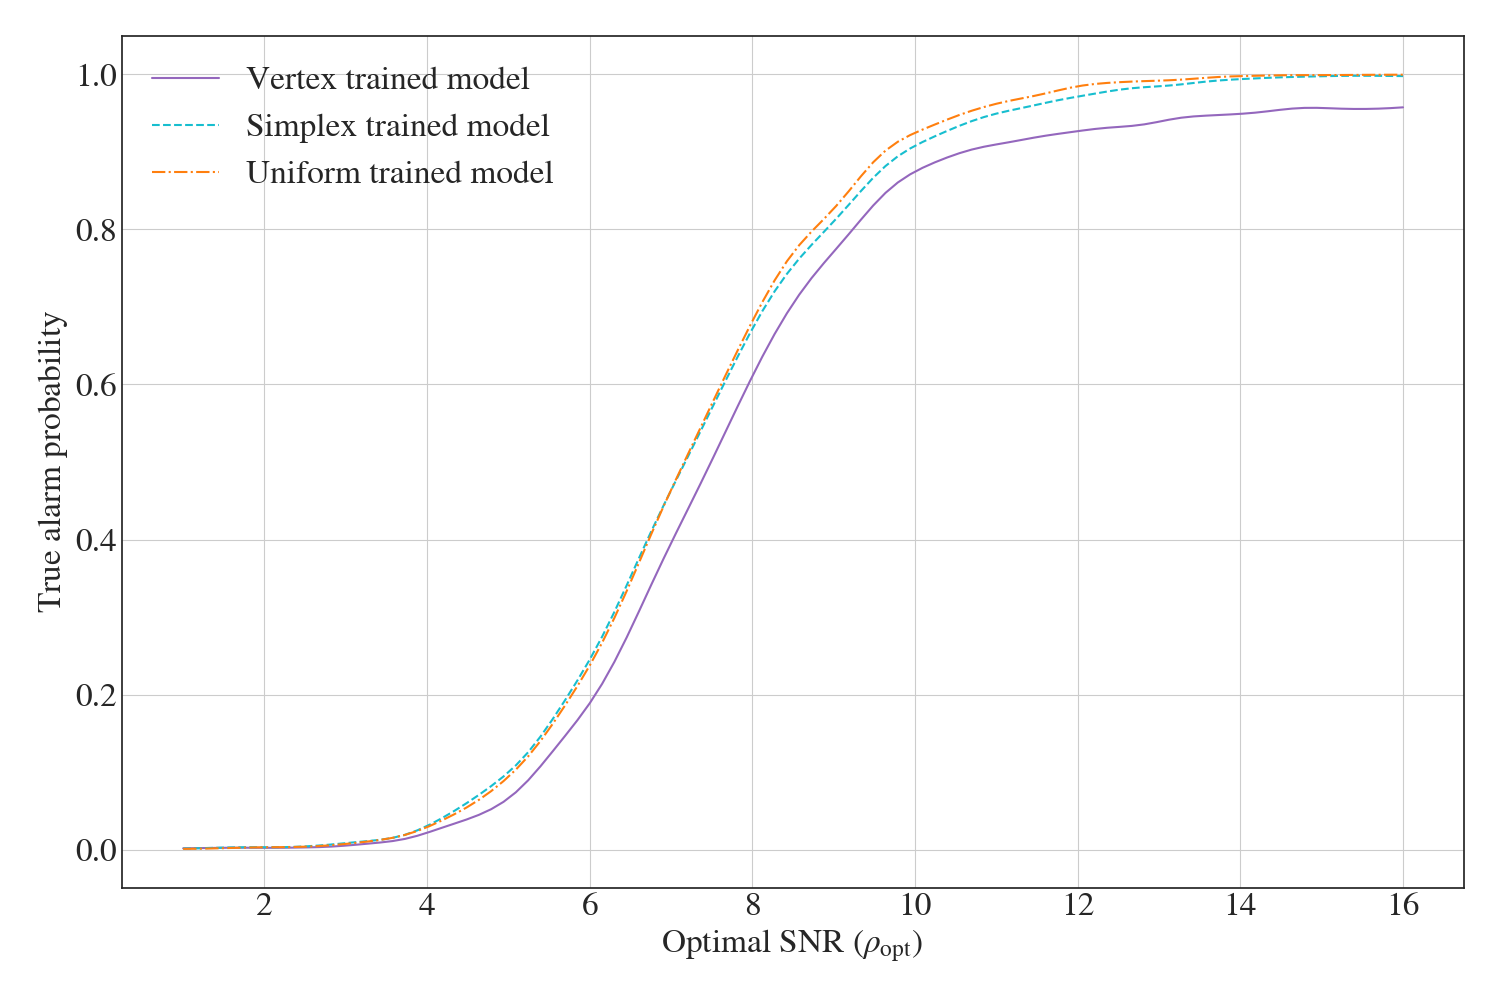 True alarm probability
1.0
0.8
0.6
0.4
0.2
0.0
Vertex trained model
Simplex trained model
Uniform trained model
2 4 6 8 10 12 14 16
Optimal SNR (ρopt)